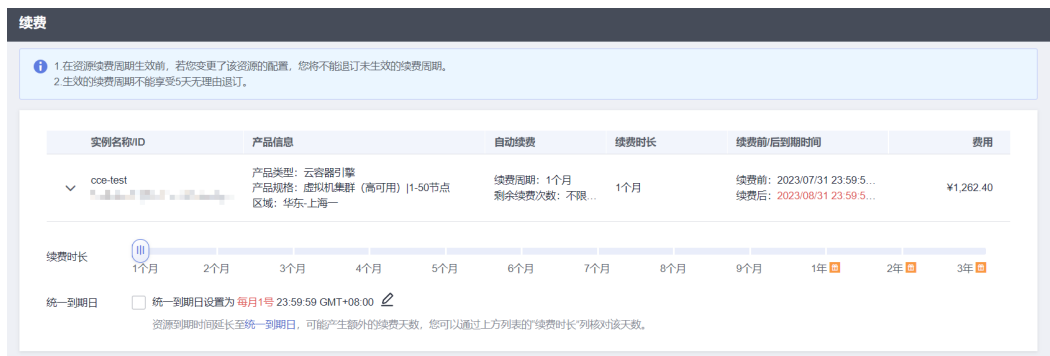 续费
1.在资源续费周期生效前，若您变更了该资源的配置，您将不能退订未生效的续费周期。
2.生效的续费周期不能享受5天无理由退订。
实例名称/ID 产品信息 自动续费 续费时长 续费前/后到期时间 费用
cce-test
产品类型：云容器引擎
产品规格：虚拟机集群（高可用）|1-50节点
区域：华东-上海一
续费周期：1个月
剩余续费次数：不限...
1个月
续费前：2023/07/31 23:59:5...
续费后：2023/08/31 23:59:5...
¥1,262.40
续费时长
1个月 2个月 3个月 4个月 5个月 6个月 7个月 8个月 9个月 1年 2年 3年
统一到期日 统一到期日设置为 每月1号 23:59:59 GMT+08:00
资源到期时间延长至统一到期日，可能产生额外的续费天数，您可以通过上方列表的“续费时长”列核对该天数。